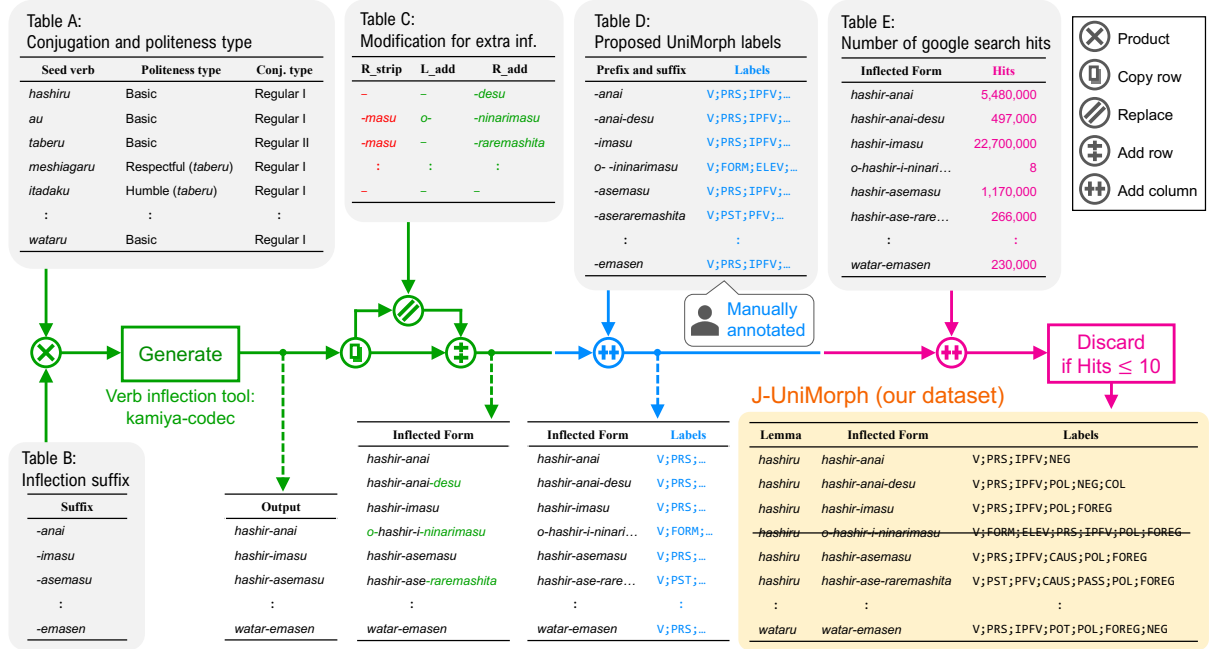 Table A:
Conjugation and politeness type
Seed verb Politeness type Conj. type
hashiru Basic Regular I
au Basic Regular I
taberu Basic Regular II
meshiagaru Respectful (taberu) Regular I
itadaku Humble (taberu) Regular I
: : :
wataru Basic Regular I
Table C:
Modification for extra inf.
R_strip L_add R_add
– – -desu
-masu o- -ninarimasu
-masu – -raremashita
: : :
– – –
Table D:
Proposed UniMorph labels
Prefix and suffix Labels
-anai V;PRS;IPFV;…
-anai-desu V;PRS;IPFV;…
-imasu V;PRS;IPFV;…
o- -ininarimasu V;FORM;ELEV;…
-asemasu V;PRS;IPFV;…
-aseraremashita V;PST;PFV;…
: :
-emasen V;PRS;IPFV;…
Table E:
Number of google search hits
Inflected Form Hits
hashir-anai 5,480,000
hashir-anai-desu 497,000
hashir-imasu 22,700,000
o-hashir-i-ninari… 8
hashir-asemasu 1,170,000
hashir-ase-rare… 266,000
: :
watar-emasen 230,000
Product
Copy row
Replace
Add row
Add column
Manually
annotated
Generate
Verb inflection tool:
kamiya-codec
Discard
if Hits ≤ 10
Table B:
Inflection suffix
Suffix
-anai
-imasu
-asemasu
:
-emasen
Output
hashir-anai
hashir-imasu
hashir-asemasu
:
watar-emasen
Inflected Form
hashir-anai
hashir-anai-desu
hashir-imasu
o-hashir-i-ninarimasu
hashir-asemasu
hashir-ase-raremashita
:
watar-emasen
Inflected Form Labels
hashir-anai V;PRS;…
hashir-anai-desu V;PRS;…
hashir-imasu V;PRS;…
o-hashir-i-ninari… V;FORM;…
hashir-asemasu V;PRS;…
hashir-ase-rare… V;PST;…
: :
watar-emasen V;PRS;…
J-UniMorph (our dataset)
Lemma Inflected Form Labels
hashiru hashir-anai V;PRS;IPFV;NEG
hashiru hashir-anai-desu V;PRS;IPFV;POL;NEG;COL
hashiru hashir-imasu V;PRS;IPFV;POL;FOREG
hashiru o-hashir-i-ninarimasu V;FORM;ELEV;PRS;IPFV;POL;FOREG
hashiru hashir-asemasu V;PRS;IPFV;CAUS;POL;FOREG
hashiru hashir-ase-raremashita V;PST;PFV;CAUS;PASS;POL;FOREG
: : :
wataru watar-emasen V;PRS;IPFV;POT;POL;FOREG;NEG